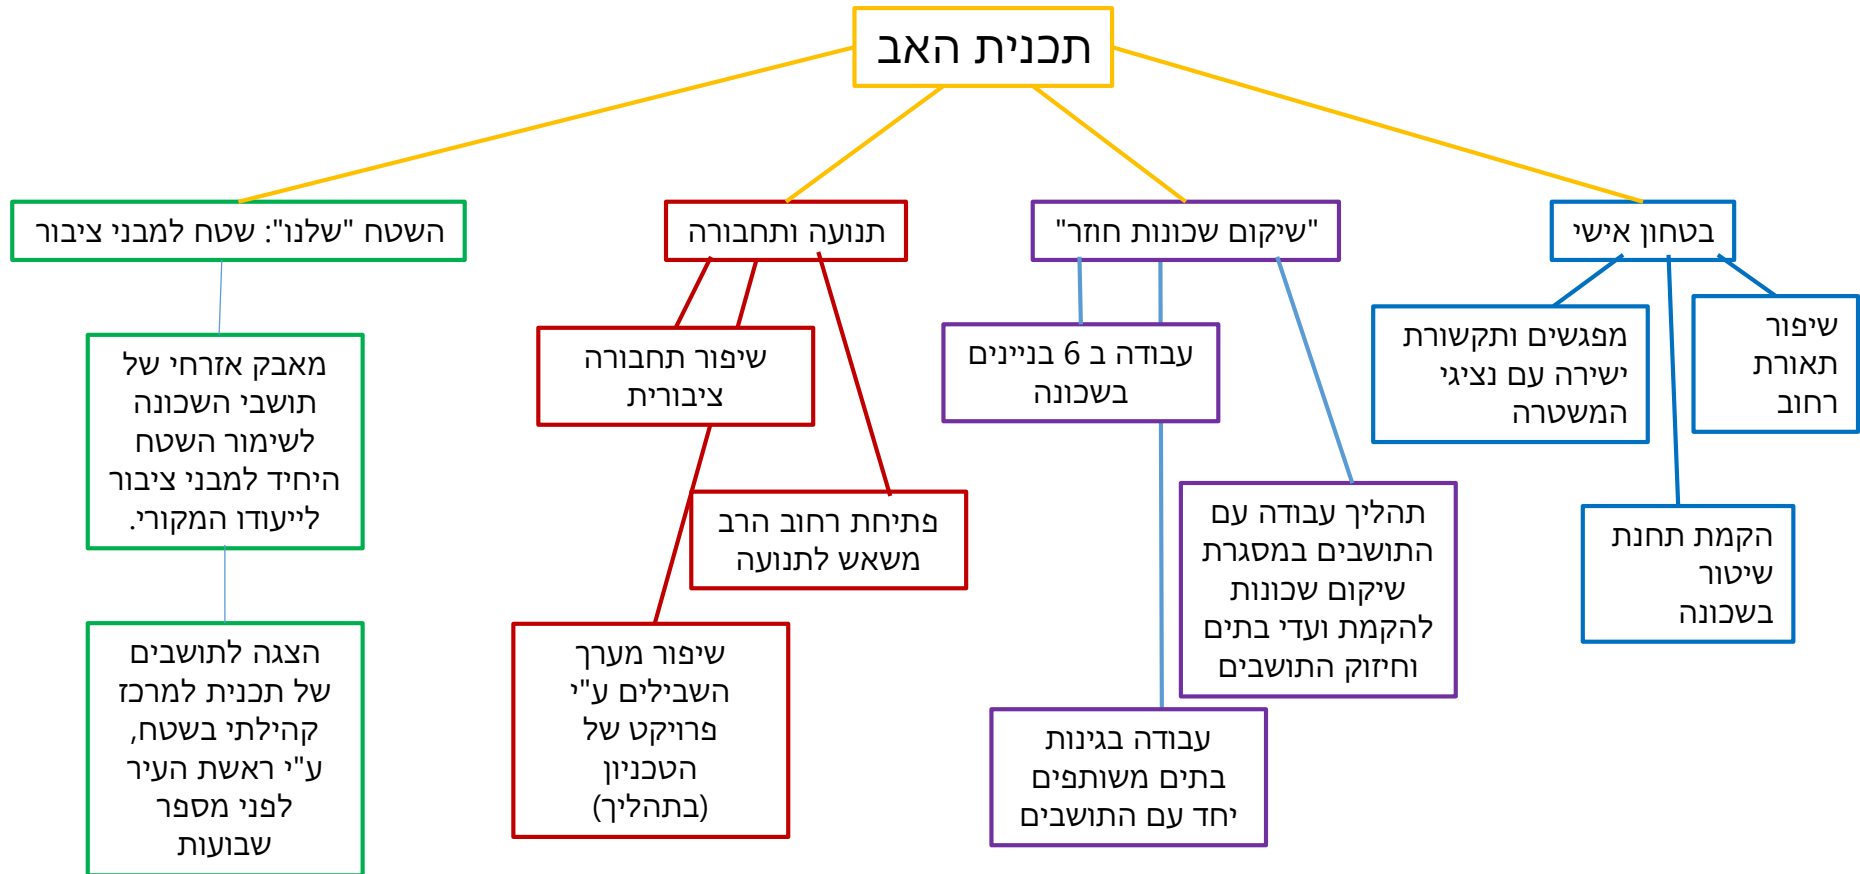 תכנית האב
בטחון אישי
"שיקום שכונות חוזר"
תנועה ותחבורה
השטח "שלנו": שטח למבני ציבור
שיפור
תאורת
רחוב
מפגשים ותקשורת
ישירה עם נציגי
המשטרה
הקמת תחנת
שיטור
בשכונה
עבודה ב 6 בניינים
בשכונה
תהליך עבודה עם
התושבים במסגרת
שיקום שכונות
להקמת ועדי בתים
וחיזוק התושבים
עבודה בגינות
בתים משותפים
יחד עם התושבים
שיפור תחבורה
ציבורית
פתיחת רחוב הרב
משאש לתנועה
שיפור מערך
השבילים ע"י
פרויקט של
הטכניון
(בתהליך)
מאבק אזרחי של
תושבי השכונה
לשימור השטח
היחיד למבני ציבור
לייעודו המקורי.
הצגה לתושבים
של תכנית למרכז
קהילתי בשטח,
ע"י ראשת העיר
לפני מספר
שבועות